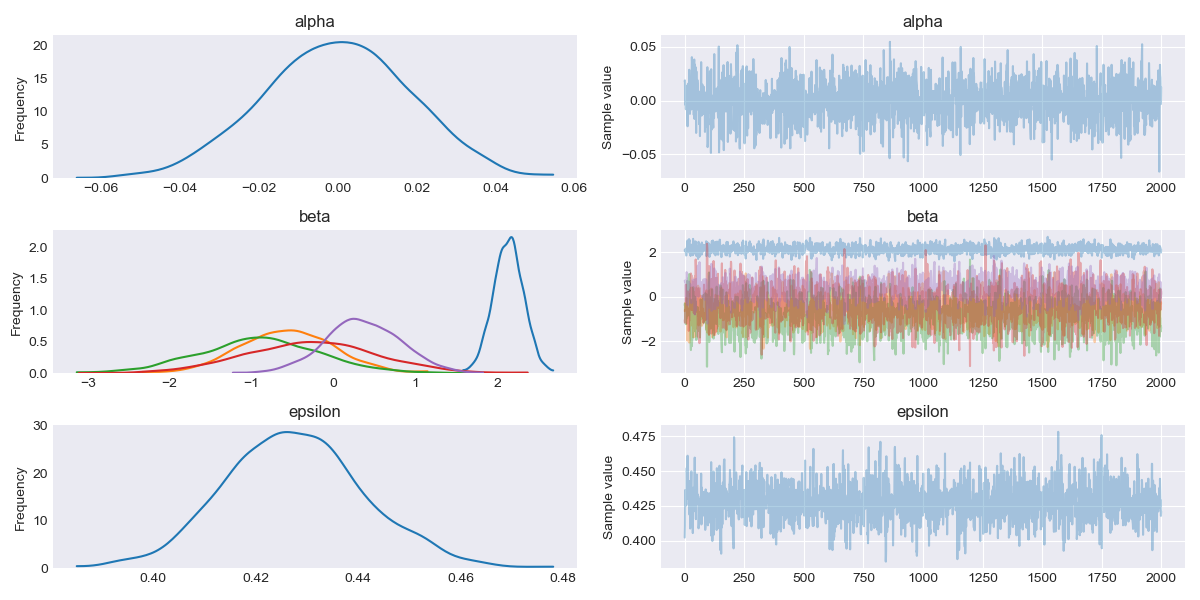 alpha
Frequency
20
15
10
5
0
−0.06 −0.04 −0.02 0.00 0.02 0.04 0.06
alpha
Sample value
0.05
0.00
−0.05
0 250 500 750 1000 1250 1500 1750 2000
beta
Frequency
2.0
1.5
1.0
0.5
0.0
−3 −2 −1 0 1 2
beta
Sample value
2
0
−2
0 250 500 750 1000 1250 1500 1750 2000
epsilon
Frequency
30
20
10
0
0.40 0.42 0.44 0.46 0.48
epsilon
Sample value
0.475
0.450
0.425
0.400
0 250 500 750 1000 1250 1500 1750 2000